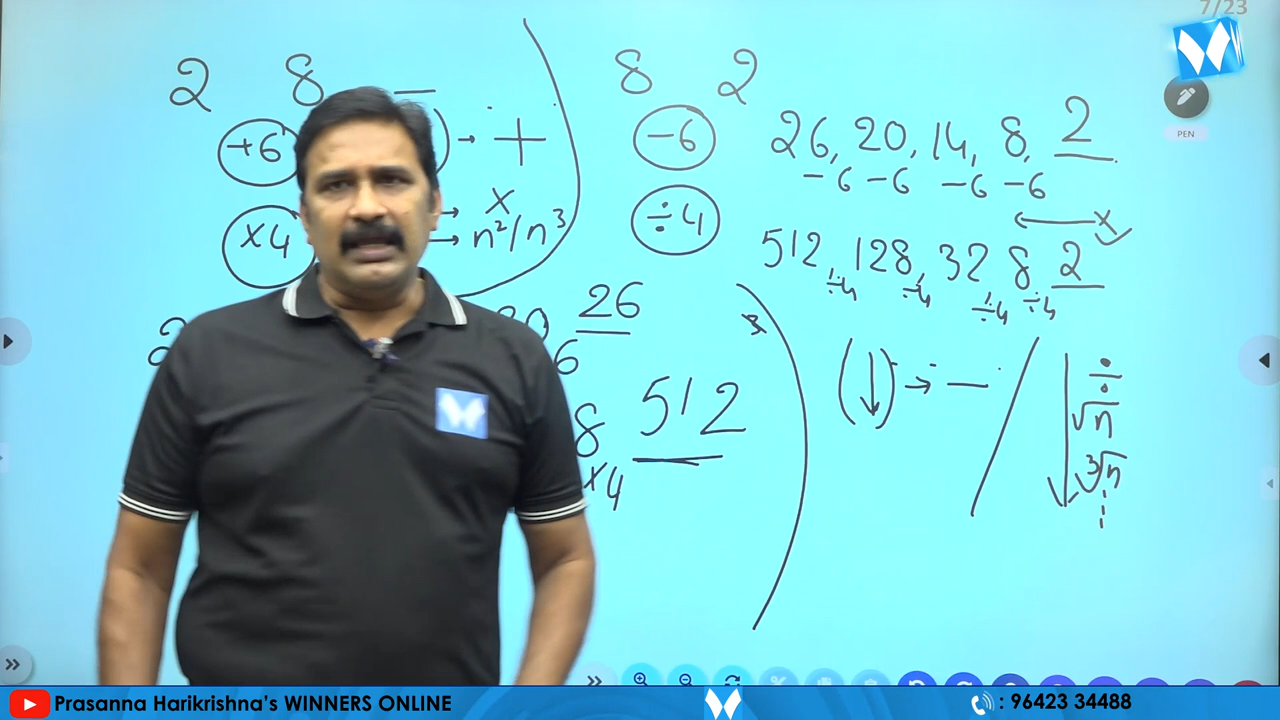 7/23
PEN
2 8 —
+6
→ +
×4
→ ×
→ n²/n³
26
6
8 512
×4
8 2
−6
÷4
26, 20, 14, 8, 2
−6 −6 −6 −6
512, 128, 32 8 2
÷4 ÷4 ÷4 ÷4
(↓) → —
÷
√n
³√n
Prasanna Harikrishna's WINNERS ONLINE
: 96423 34488